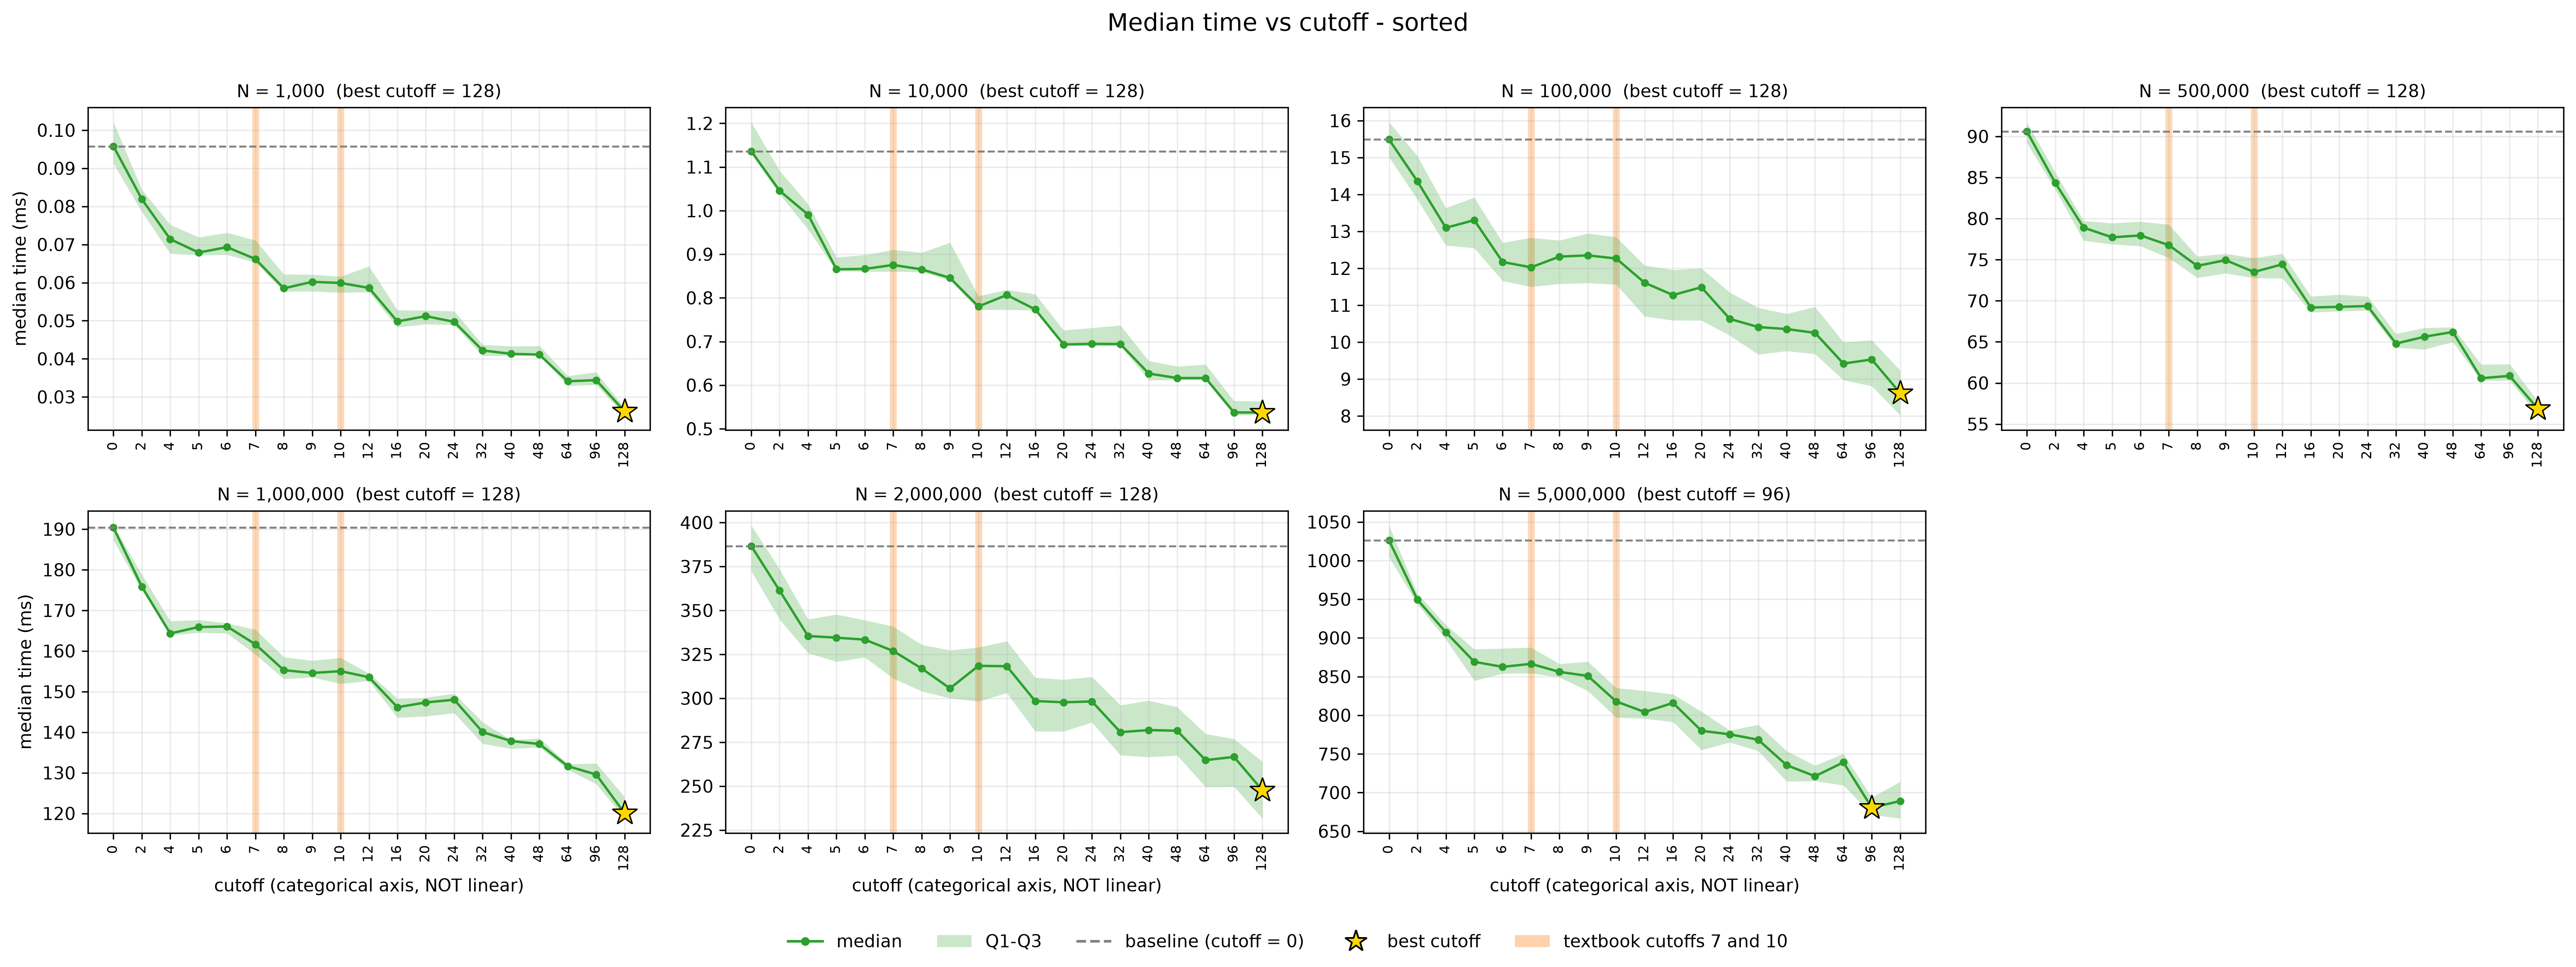 Median time vs cutoff - sorted
N = 1,000  (best cutoff = 128)
median time (ms)
0.10
0.09
0.08
0.07
0.06
0.05
0.04
0.03
0 2 4 5 6 7 8 9 10 12 16 20 24 32 40 48 64 96 128
N = 10,000  (best cutoff = 128)
1.2
1.1
1.0
0.9
0.8
0.7
0.6
0.5
0 2 4 5 6 7 8 9 10 12 16 20 24 32 40 48 64 96 128
N = 100,000  (best cutoff = 128)
16
15
14
13
12
11
10
9
8
0 2 4 5 6 7 8 9 10 12 16 20 24 32 40 48 64 96 128
N = 500,000  (best cutoff = 128)
90
85
80
75
70
65
60
55
0 2 4 5 6 7 8 9 10 12 16 20 24 32 40 48 64 96 128
N = 1,000,000  (best cutoff = 128)
median time (ms)
190
180
170
160
150
140
130
120
0 2 4 5 6 7 8 9 10 12 16 20 24 32 40 48 64 96 128
cutoff (categorical axis, NOT linear)
N = 2,000,000  (best cutoff = 128)
400
375
350
325
300
275
250
225
0 2 4 5 6 7 8 9 10 12 16 20 24 32 40 48 64 96 128
cutoff (categorical axis, NOT linear)
N = 5,000,000  (best cutoff = 96)
1050
1000
950
900
850
800
750
700
650
0 2 4 5 6 7 8 9 10 12 16 20 24 32 40 48 64 96 128
cutoff (categorical axis, NOT linear)
median  Q1-Q3  baseline (cutoff = 0)  best cutoff  textbook cutoffs 7 and 10